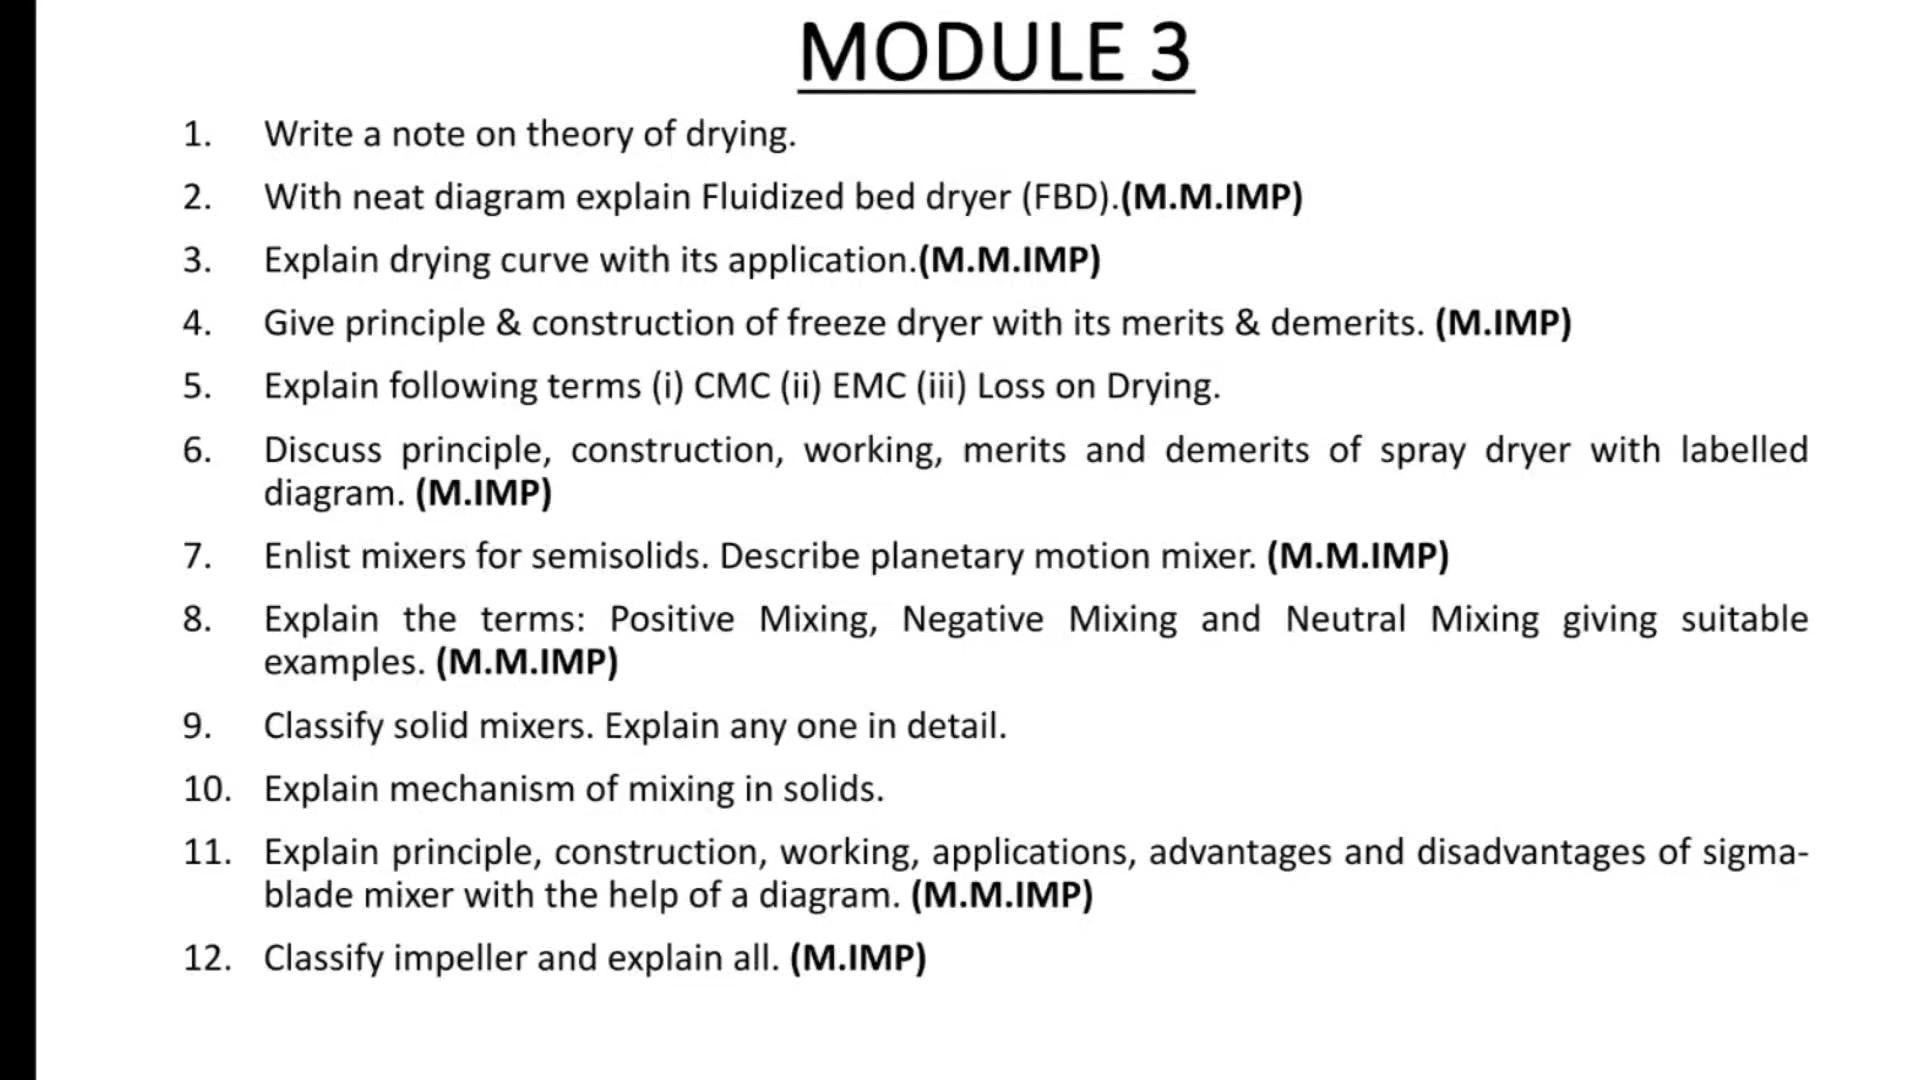 MODULE 3
1. Write a note on theory of drying.
2. With neat diagram explain Fluidized bed dryer (FBD).(M.M.IMP)
3. Explain drying curve with its application.(M.M.IMP)
4. Give principle & construction of freeze dryer with its merits & demerits. (M.IMP)
5. Explain following terms (i) CMC (ii) EMC (iii) Loss on Drying.
6. Discuss principle, construction, working, merits and demerits of spray dryer with labelled
diagram. (M.IMP)
7. Enlist mixers for semisolids. Describe planetary motion mixer. (M.M.IMP)
8. Explain the terms: Positive Mixing, Negative Mixing and Neutral Mixing giving suitable
examples. (M.M.IMP)
9. Classify solid mixers. Explain any one in detail.
10. Explain mechanism of mixing in solids.
11. Explain principle, construction, working, applications, advantages and disadvantages of sigma-
blade mixer with the help of a diagram. (M.M.IMP)
12. Classify impeller and explain all. (M.IMP)